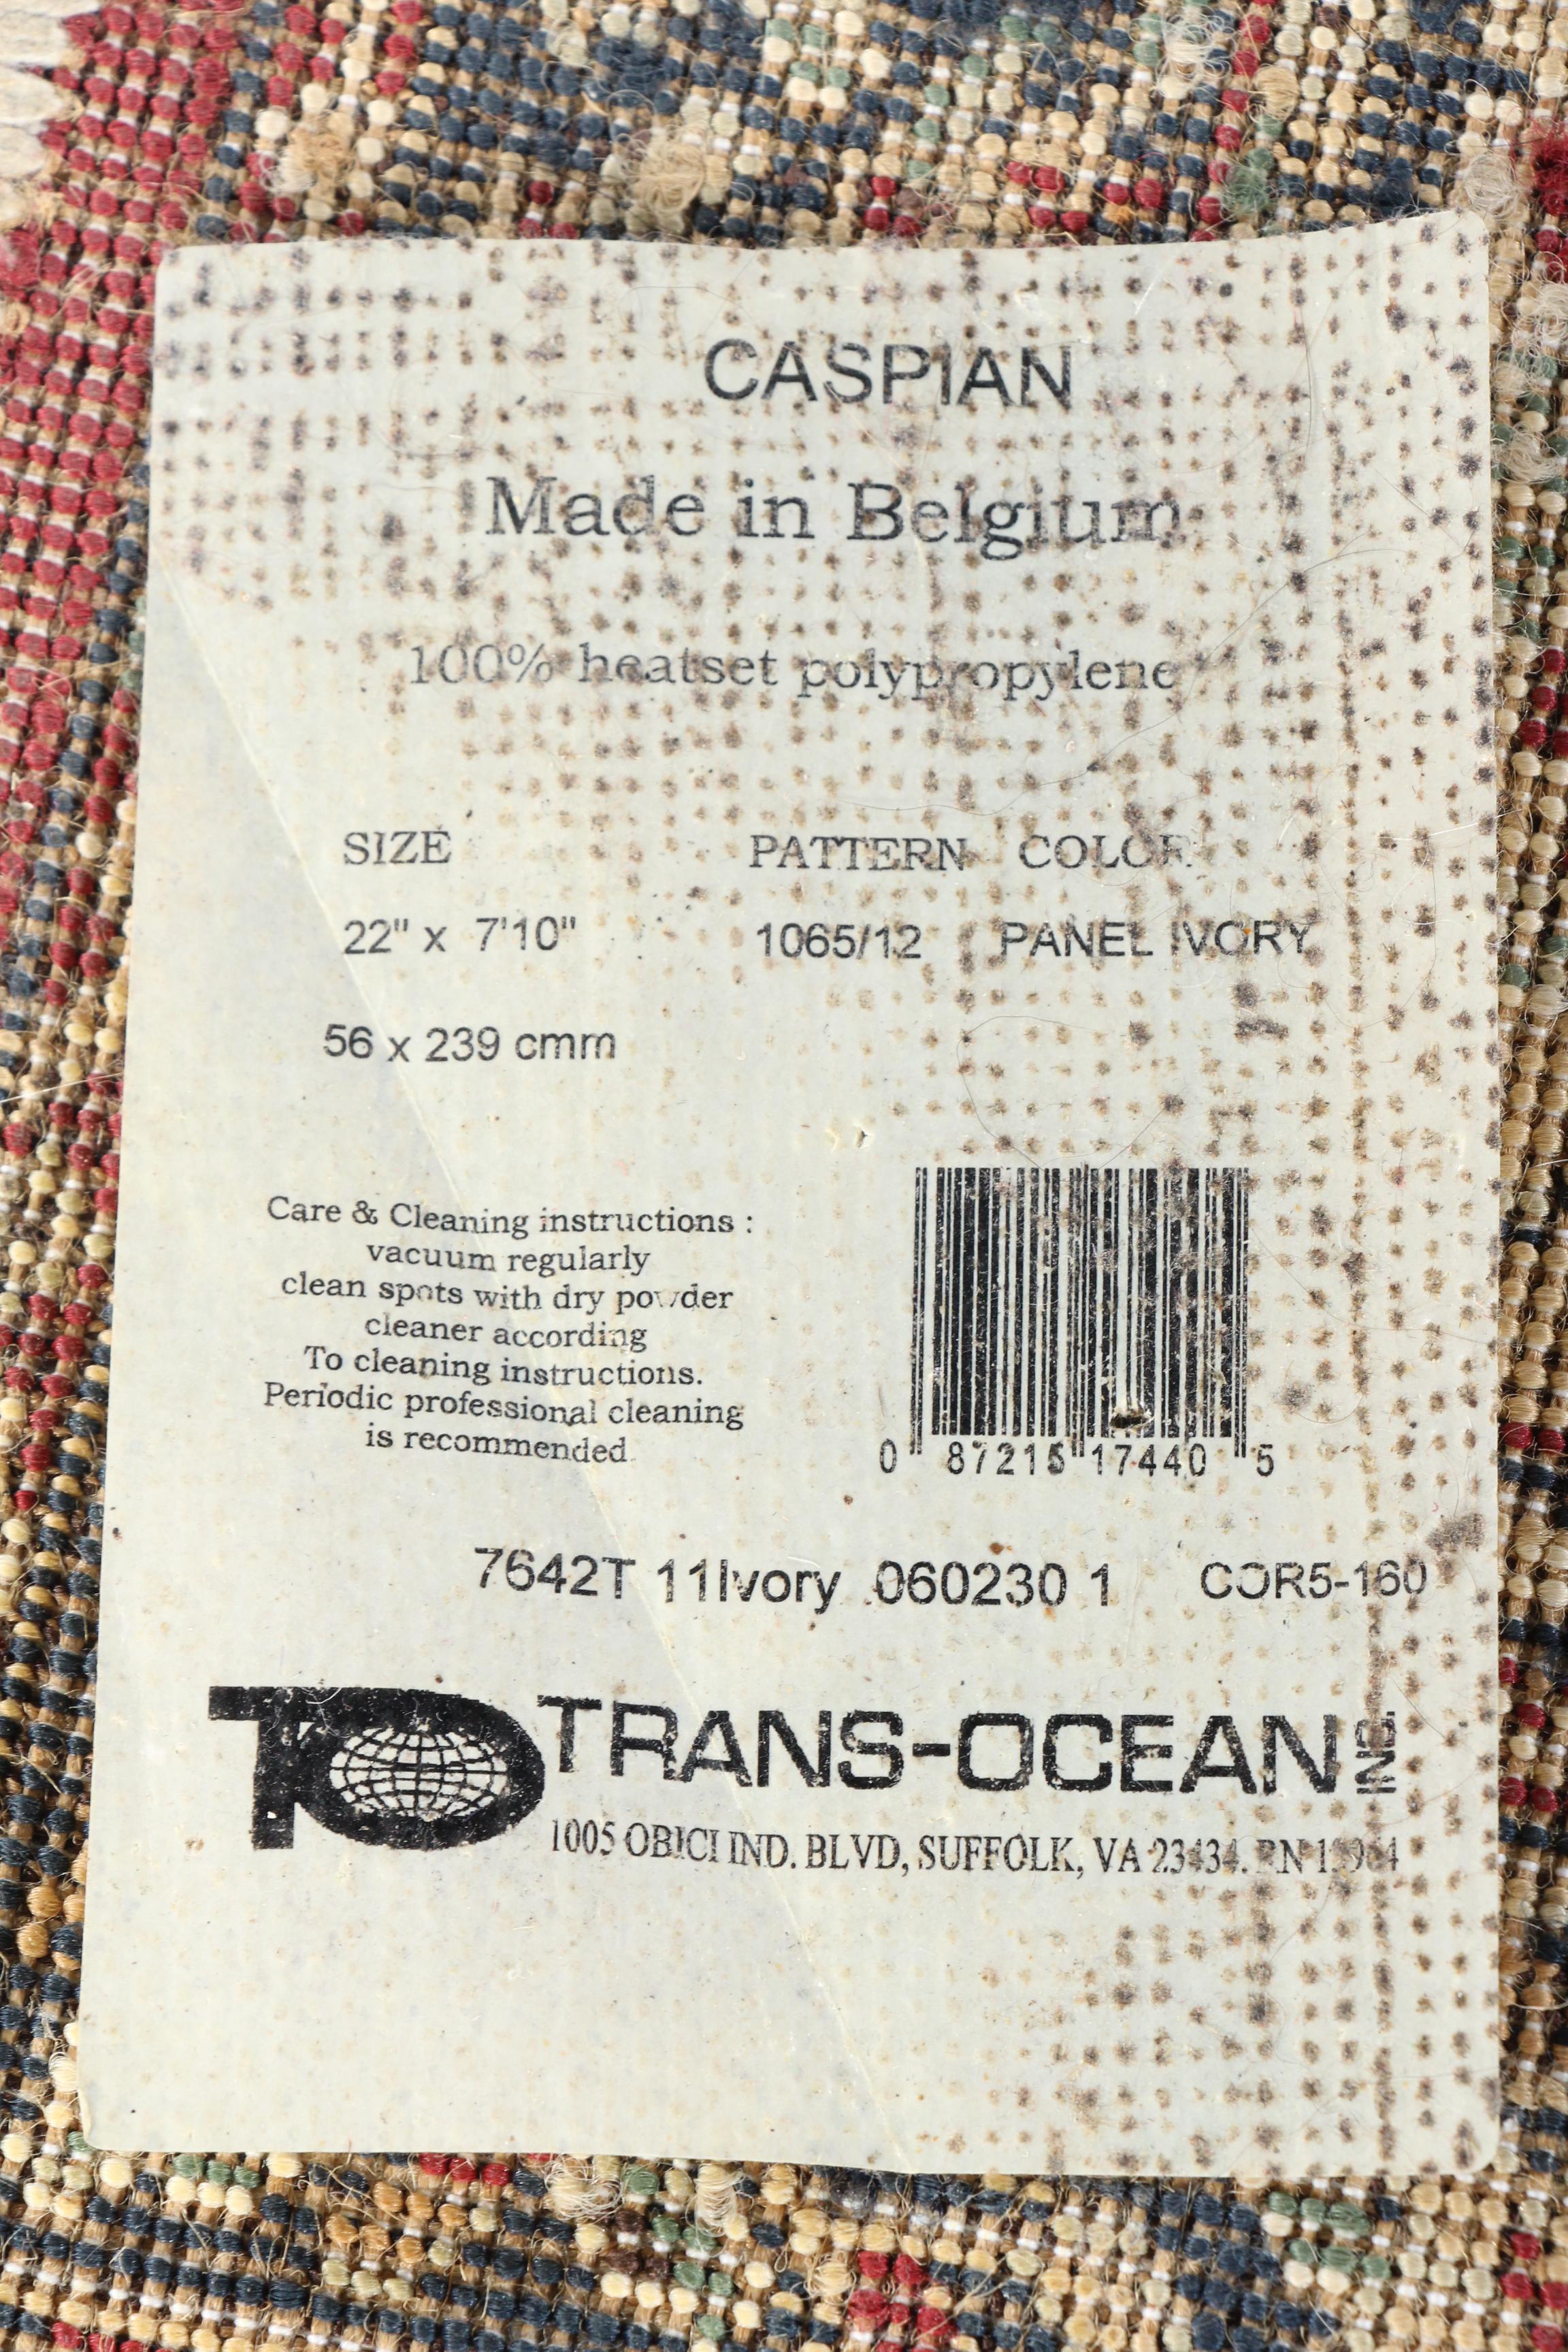 CASPIAN
Made in Belgium
100% heatset polypropylene
SIZE PATTERN COLOR
22" x 7'10" 1065/12 PANEL IVORY
56 x 239 cmm
Care & Cleaning instructions :
vacuum regularly
clean spots with dry powder
cleaner according
To cleaning instructions.
Periodic professional cleaning
is recommended
0 87215 17440 5
7642T 11Ivory 060230 1 COR5-160
TO TRANS-OCEAN INC.
1005 OBICI IND. BLVD, SUFFOLK, VA 23434. RN